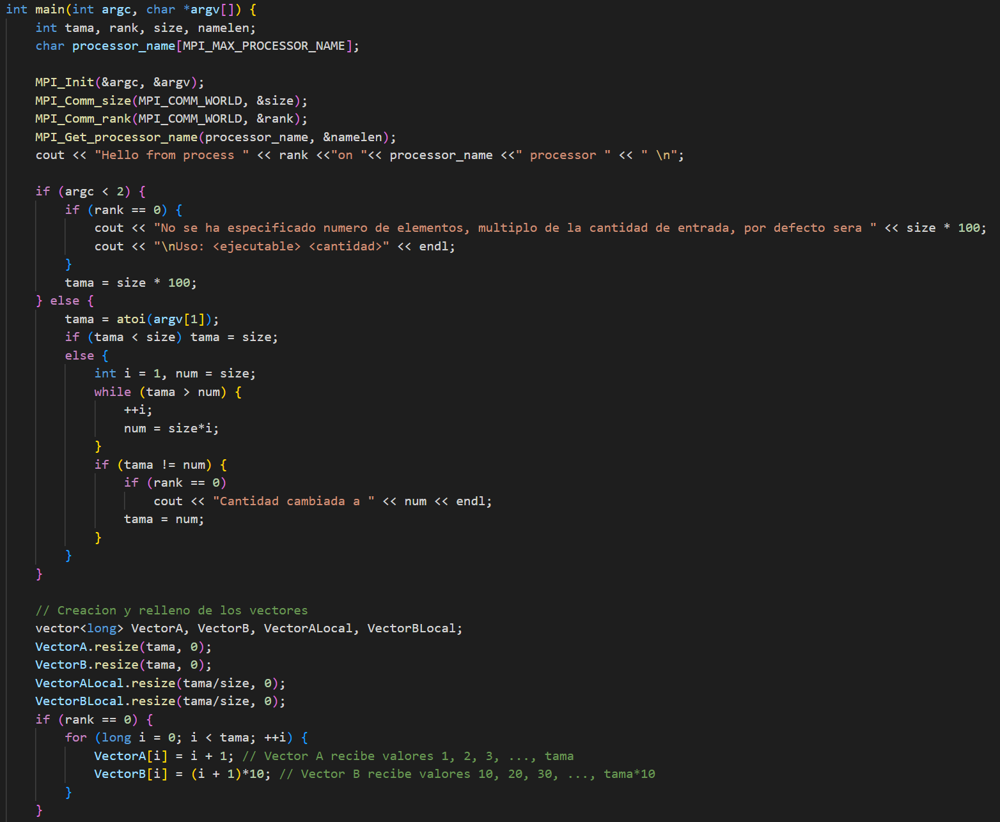 int main(int argc, char *argv[]) {
    int tama, rank, size, namelen;
    char processor_name[MPI_MAX_PROCESSOR_NAME];

    MPI_Init(&argc, &argv);
    MPI_Comm_size(MPI_COMM_WORLD, &size);
    MPI_Comm_rank(MPI_COMM_WORLD, &rank);
    MPI_Get_processor_name(processor_name, &namelen);
    cout << "Hello from process " << rank <<"on "<< processor_name <<" processor " << " \n";

    if (argc < 2) {
        if (rank == 0) {
            cout << "No se ha especificado numero de elementos, multiplo de la cantidad de entrada, por defecto sera " << size * 100;
            cout << "\nUso: <ejecutable> <cantidad>" << endl;
        }
        tama = size * 100;
    } else {
        tama = atoi(argv[1]);
        if (tama < size) tama = size;
        else {
            int i = 1, num = size;
            while (tama > num) {
                ++i;
                num = size*i;
            }
            if (tama != num) {
                if (rank == 0)
                    cout << "Cantidad cambiada a " << num << endl;
                tama = num;
            }
        }
    }

    // Creacion y relleno de los vectores
    vector<long> VectorA, VectorB, VectorALocal, VectorBLocal;
    VectorA.resize(tama, 0);
    VectorB.resize(tama, 0);
    VectorALocal.resize(tama/size, 0);
    VectorBLocal.resize(tama/size, 0);
    if (rank == 0) {
        for (long i = 0; i < tama; ++i) {
            VectorA[i] = i + 1; // Vector A recibe valores 1, 2, 3, ..., tama
            VectorB[i] = (i + 1)*10; // Vector B recibe valores 10, 20, 30, ..., tama*10
        }
    }